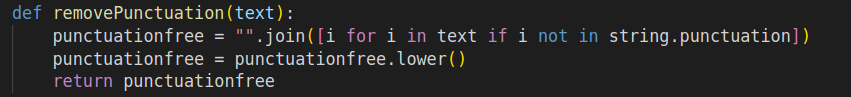 def removePunctuation(text):
    punctuationfree = "".join([i for i in text if i not in string.punctuation])
    punctuationfree = punctuationfree.lower()
    return punctuationfree